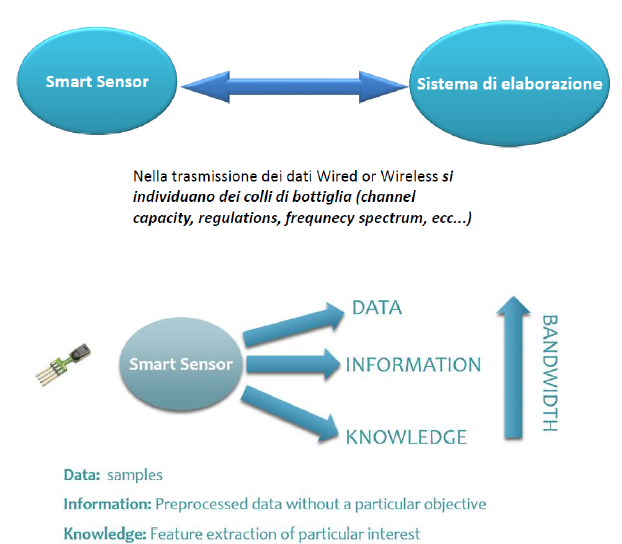 Smart Sensor
Sistema di elaborazione
Nella trasmissione dei dati Wired or Wireless si
individuano dei colli di bottiglia (channel
capacity, regulations, frequnecy spectrum, ecc...)
DATA
Smart Sensor
INFORMATION
KNOWLEDGE
BANDWIDTH
Data: samples
Information: Preprocessed data without a particular objective
Knowledge: Feature extraction of particular interest